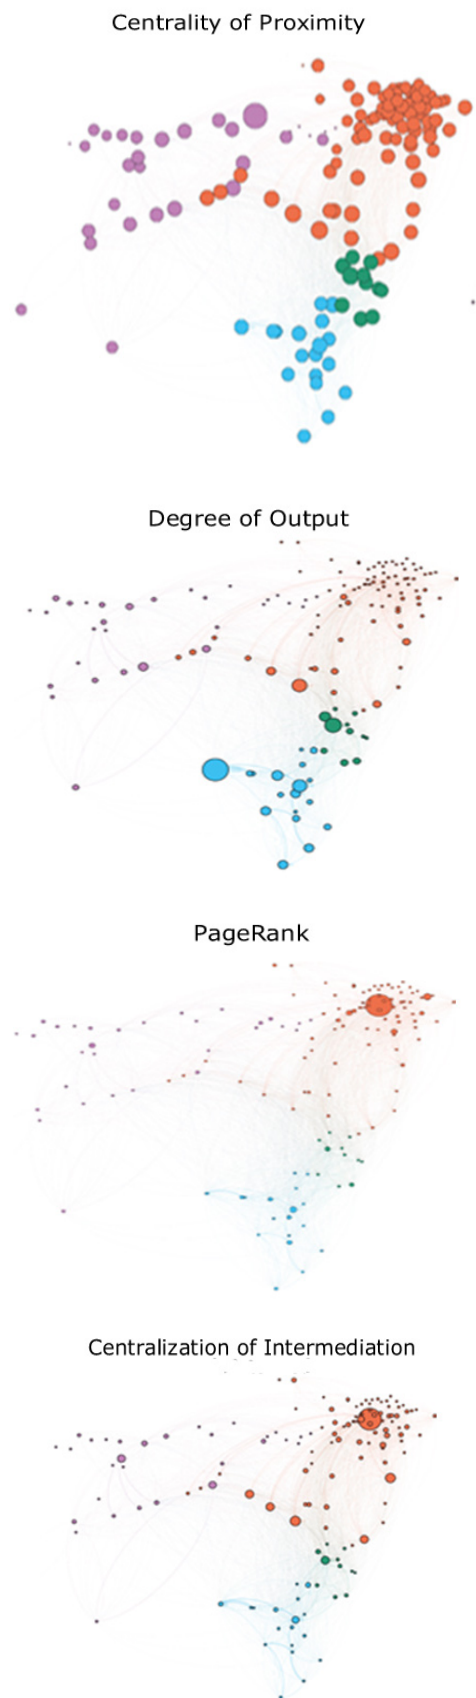 Centrality of Proximity
Degree of Output
PageRank
Centralization of Intermediation